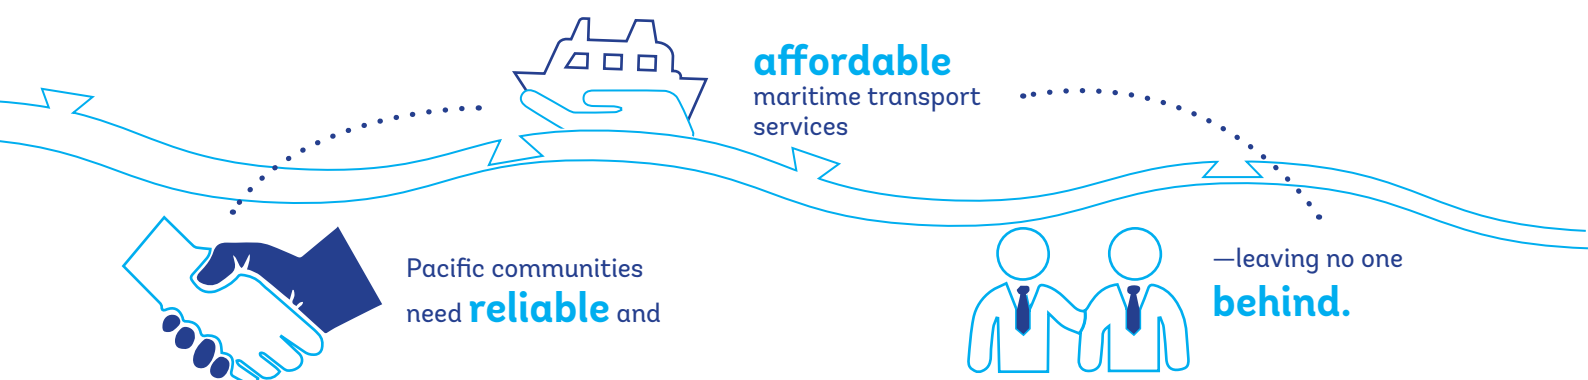 Pacific communities
need reliable and
affordable
maritime transport
services
—leaving no one
behind.